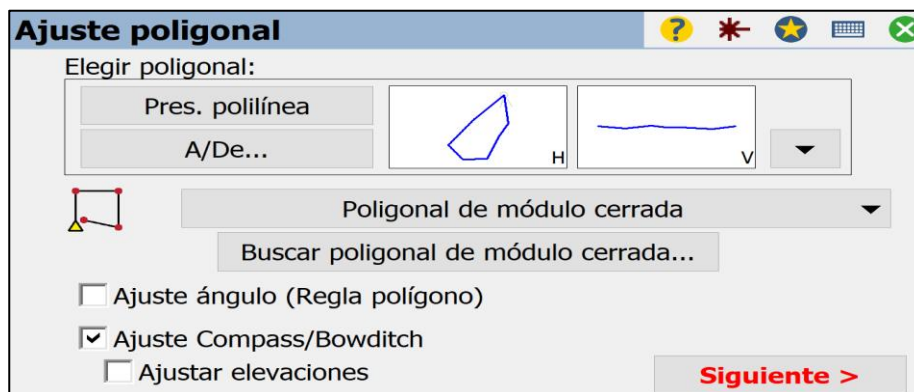 Ajuste poligonal
Elegir poligonal:
Pres. polilínea
A/De...
H
V
Poligonal de módulo cerrada
Buscar poligonal de módulo cerrada...
Ajuste ángulo (Regla polígono)
Ajuste Compass/Bowditch
Ajustar elevaciones
Siguiente >